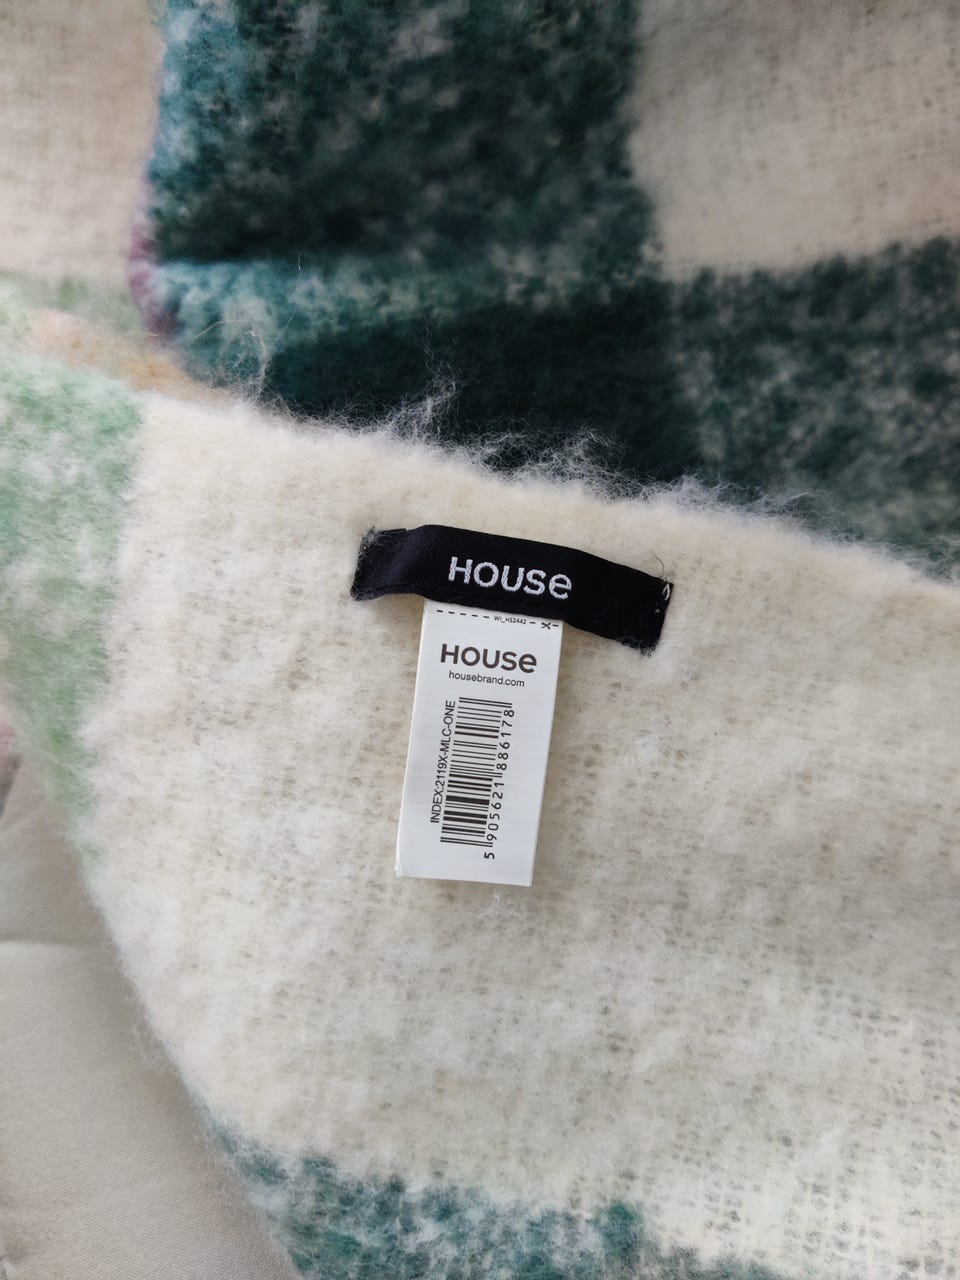 HOUSe
WI_HS2442
HOUSe
housebrand.com
INDEX:2119X-MLC-ONE
5 905621 886178